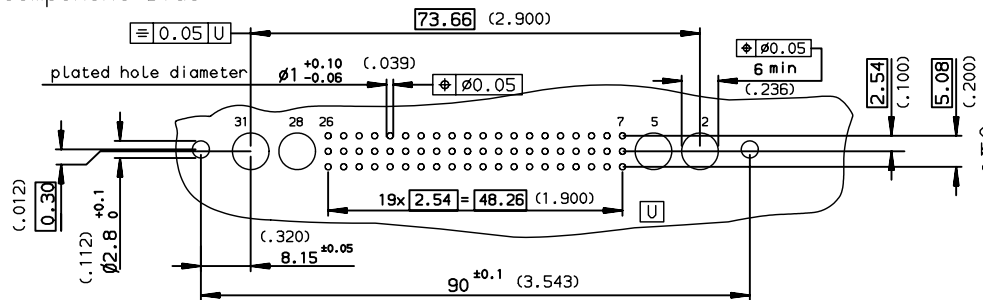 73.66 (2.900)
⌯ 0.05 U
plated hole diameter
ø1 +0.10 -0.06
(.039)
⌖ ø0.05
⌖ ø0.05
6 min
(.236)
2.54
(.100)
5.08
(.200)
31 28 26 7 5 2
(.012)
0.30
(.112)
ø2.8 +0.1 0
19x 2.54 = 48.26 (1.900)
U
(.320)
8.15 ±0.05
90 ±0.1 (3.543)